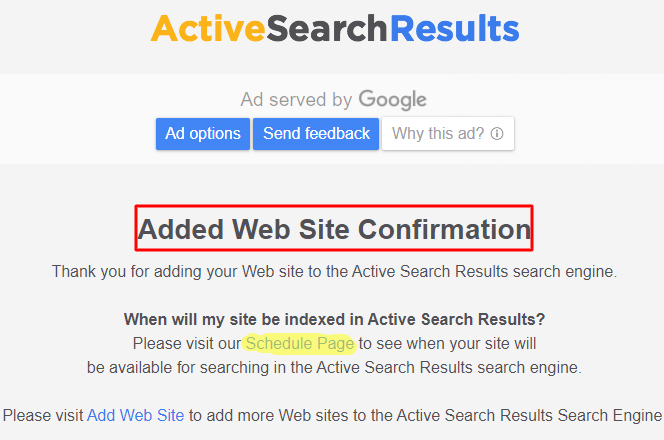 ActiveSearchResults
Ad served by Google
Ad options Send feedback Why this ad?
Added Web Site Confirmation
Thank you for adding your Web site to the Active Search Results search engine.
When will my site be indexed in Active Search Results?
Please visit our Schedule Page to see when your site will
be available for searching in the Active Search Results search engine.
Please visit Add Web Site to add more Web sites to the Active Search Results Search Engine